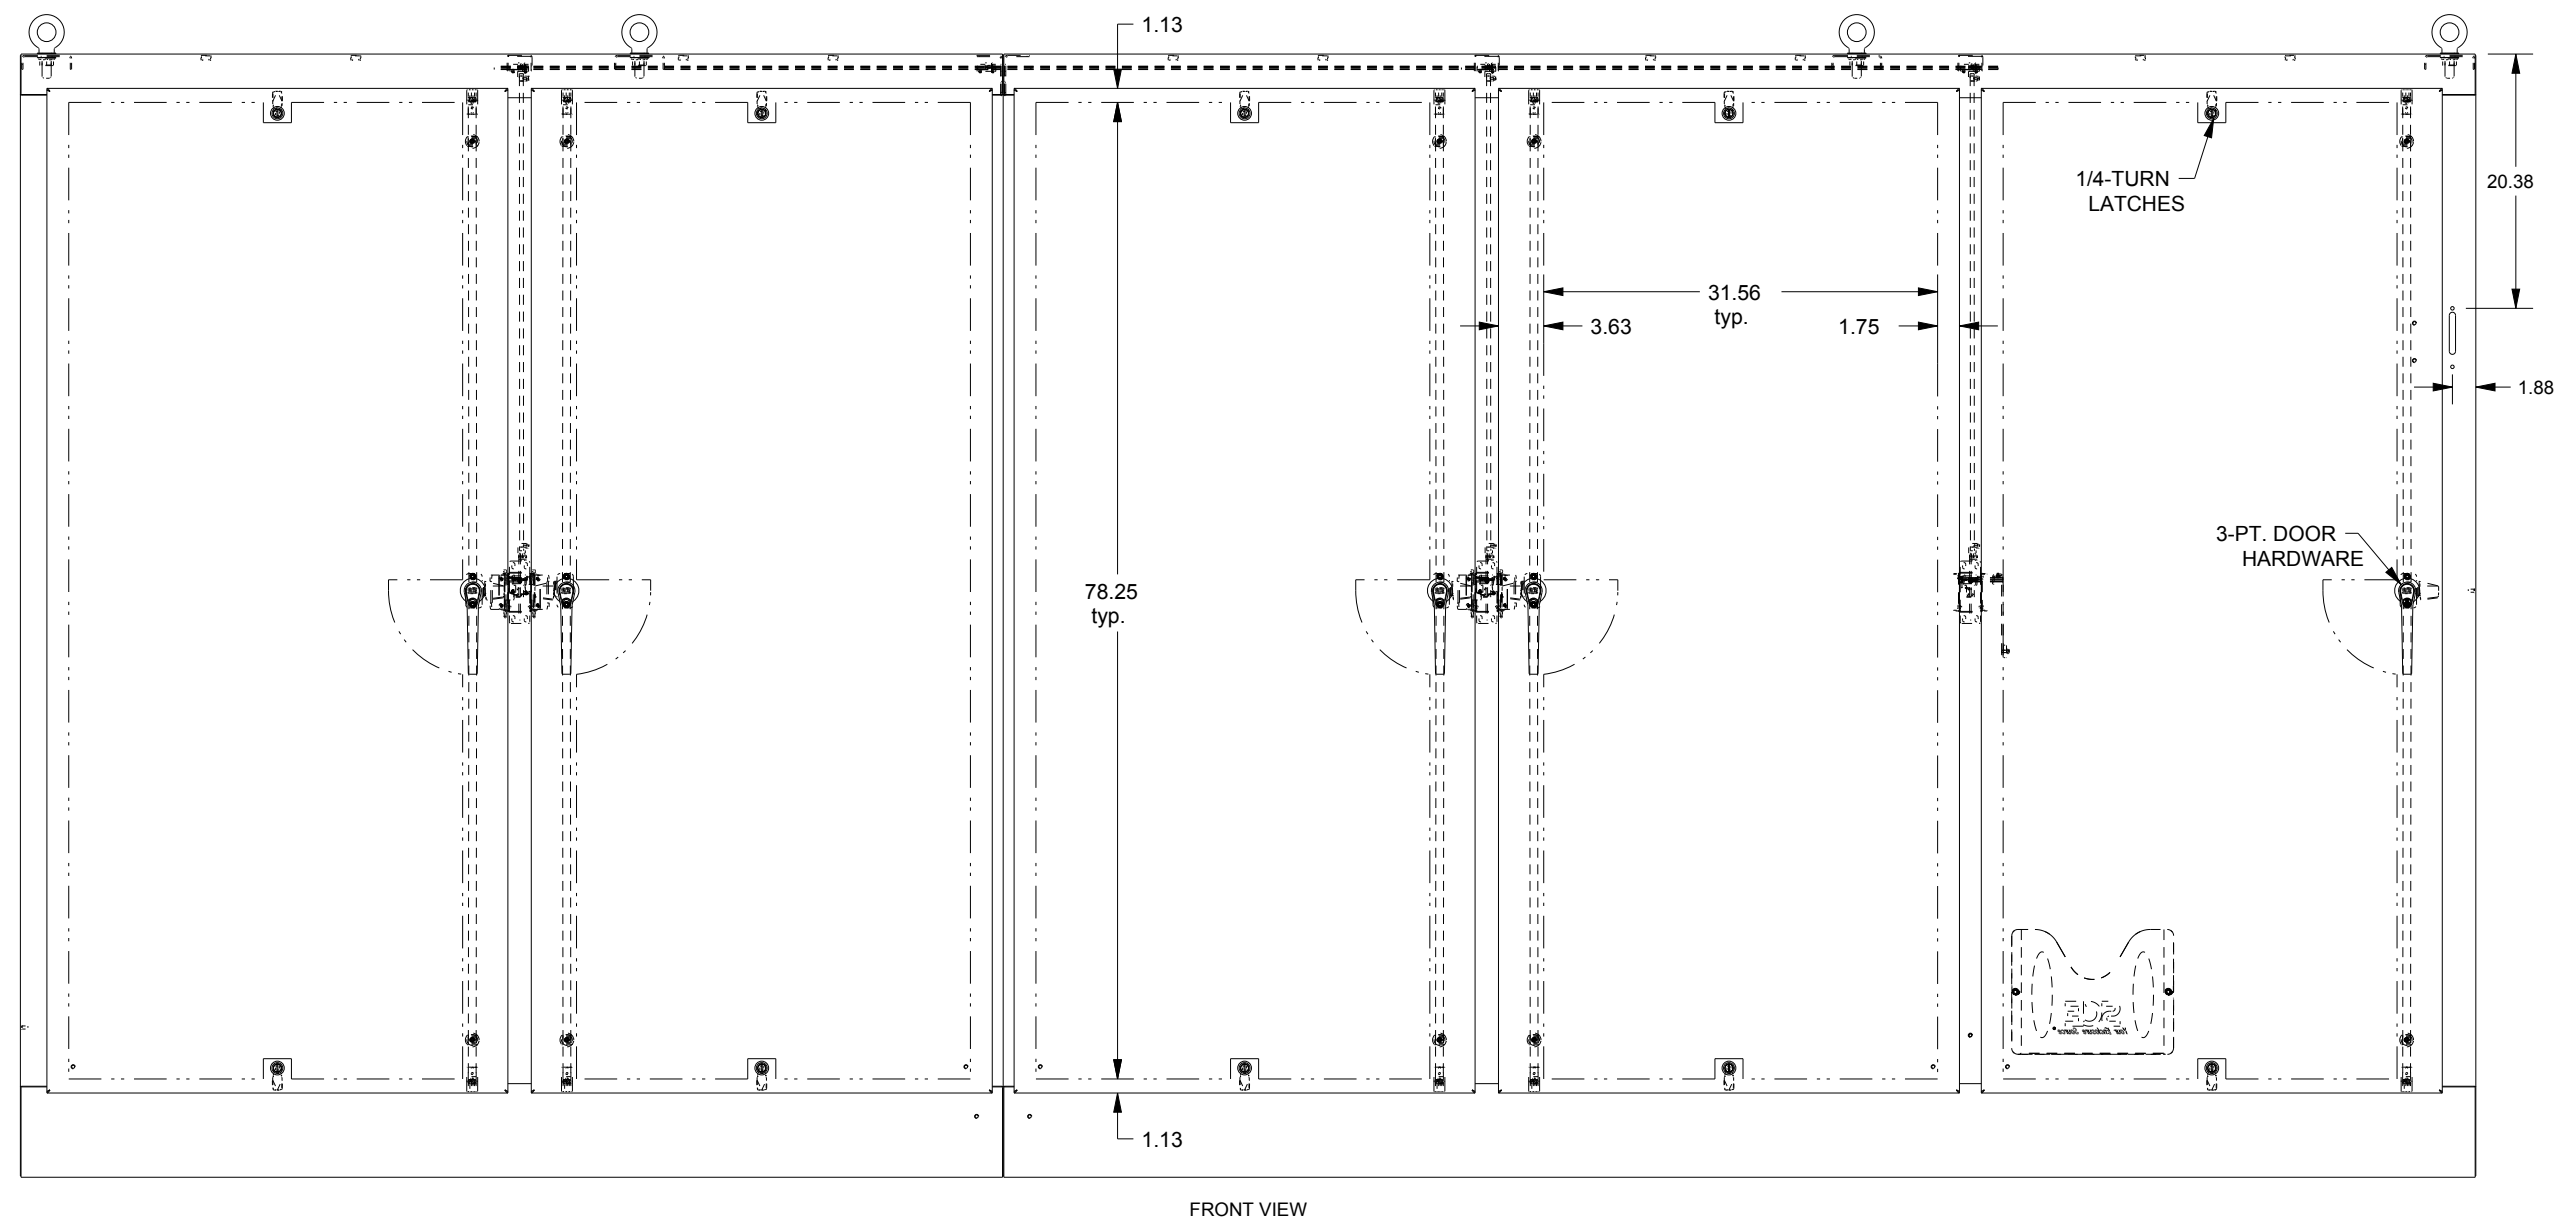 1.13
20.38
1/4-TURN
LATCHES
31.56
typ.
3.63
1.75
1.88
3-PT. DOOR
HARDWARE
78.25
typ.
1.13
FRONT VIEW